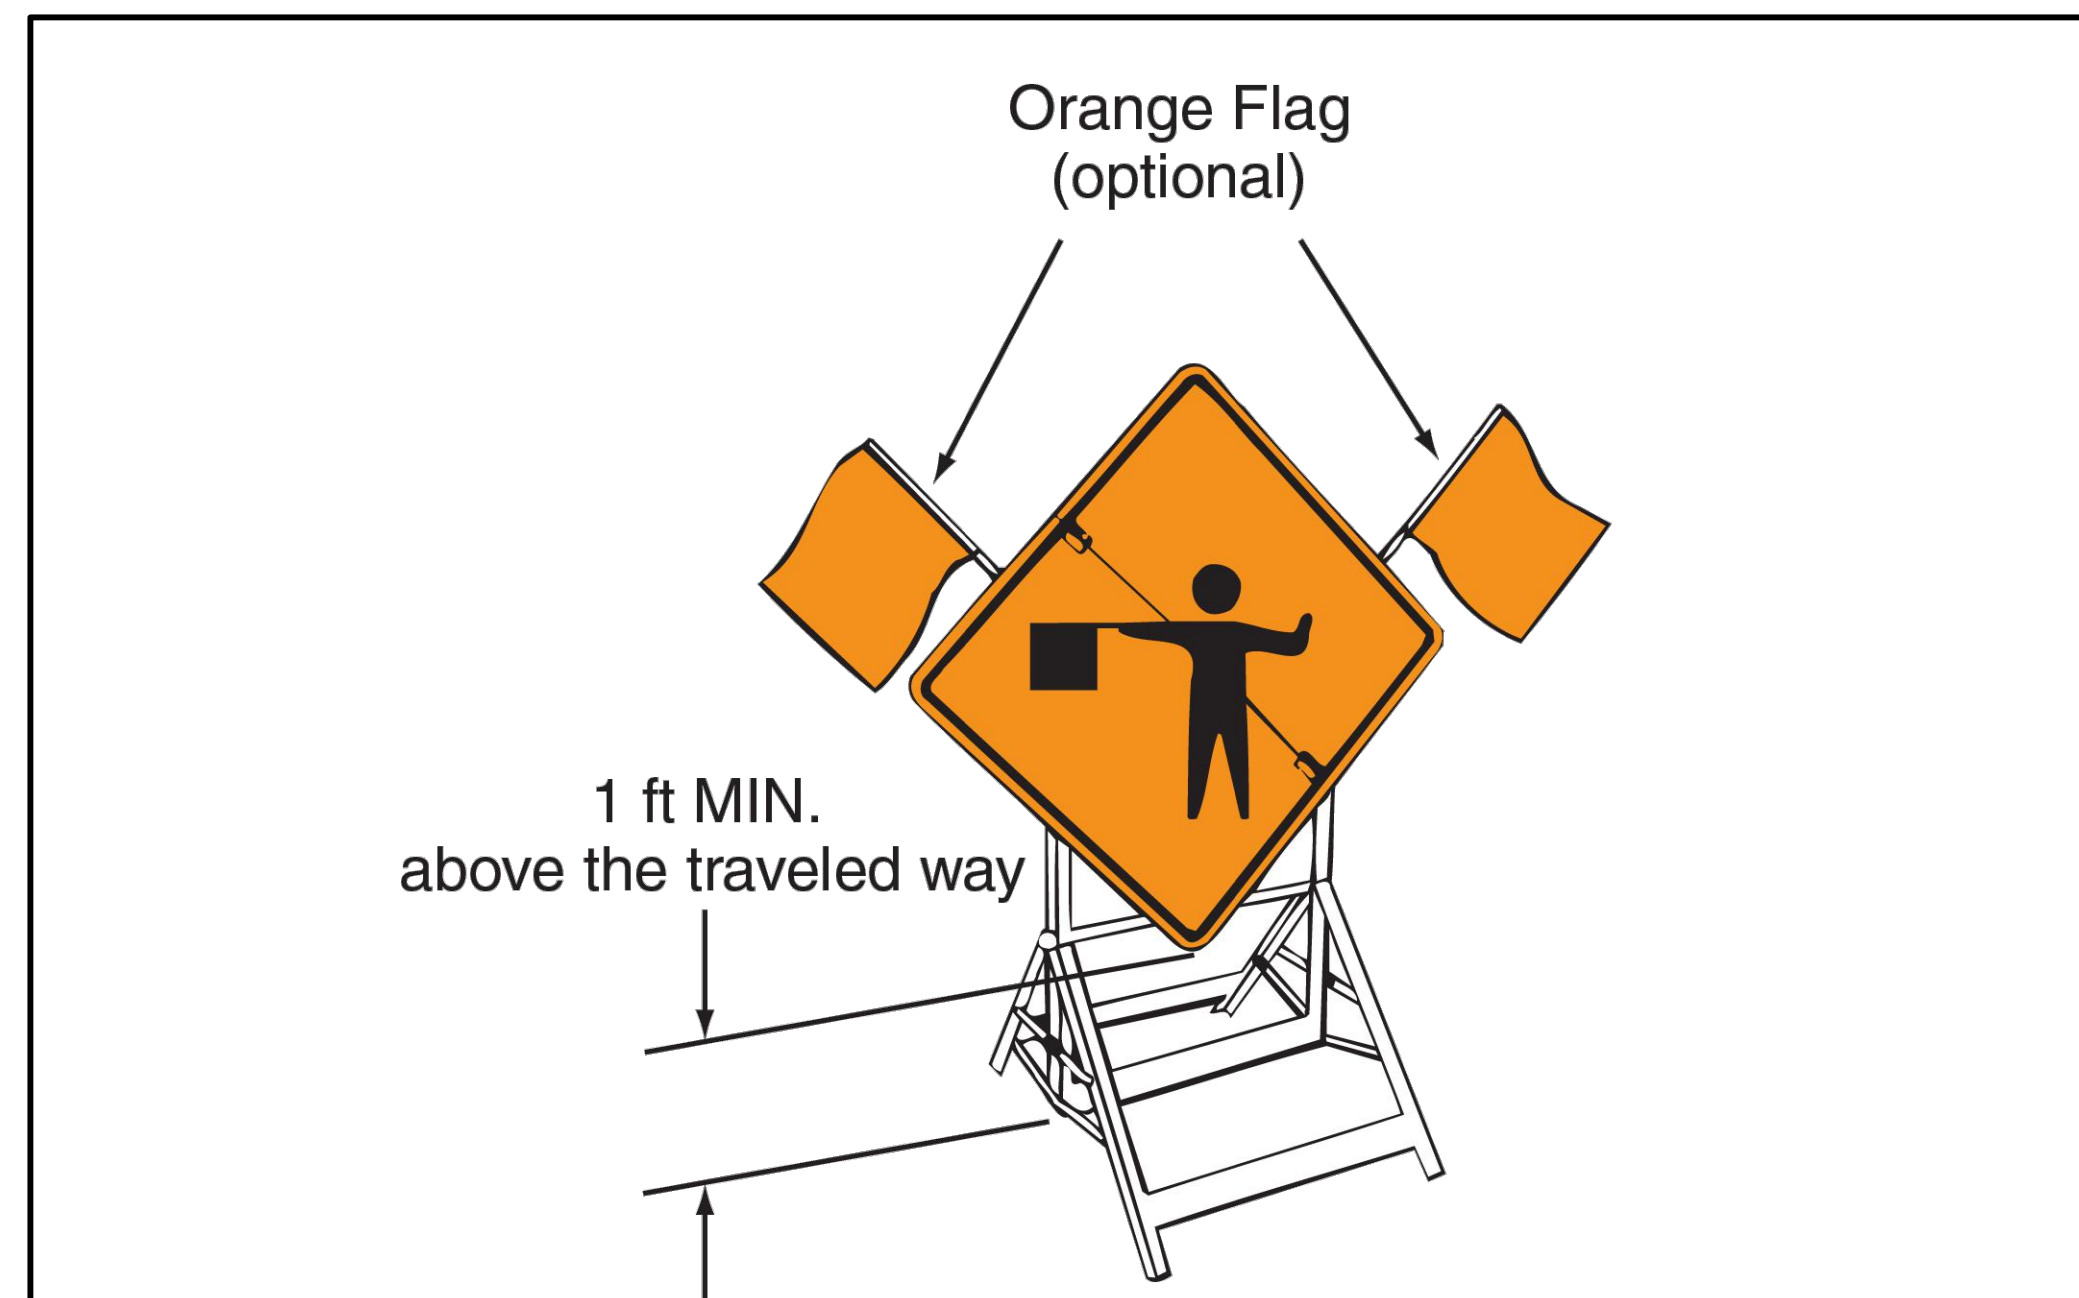 Orange Flag
(optional)
1 ft MIN.
above the traveled way